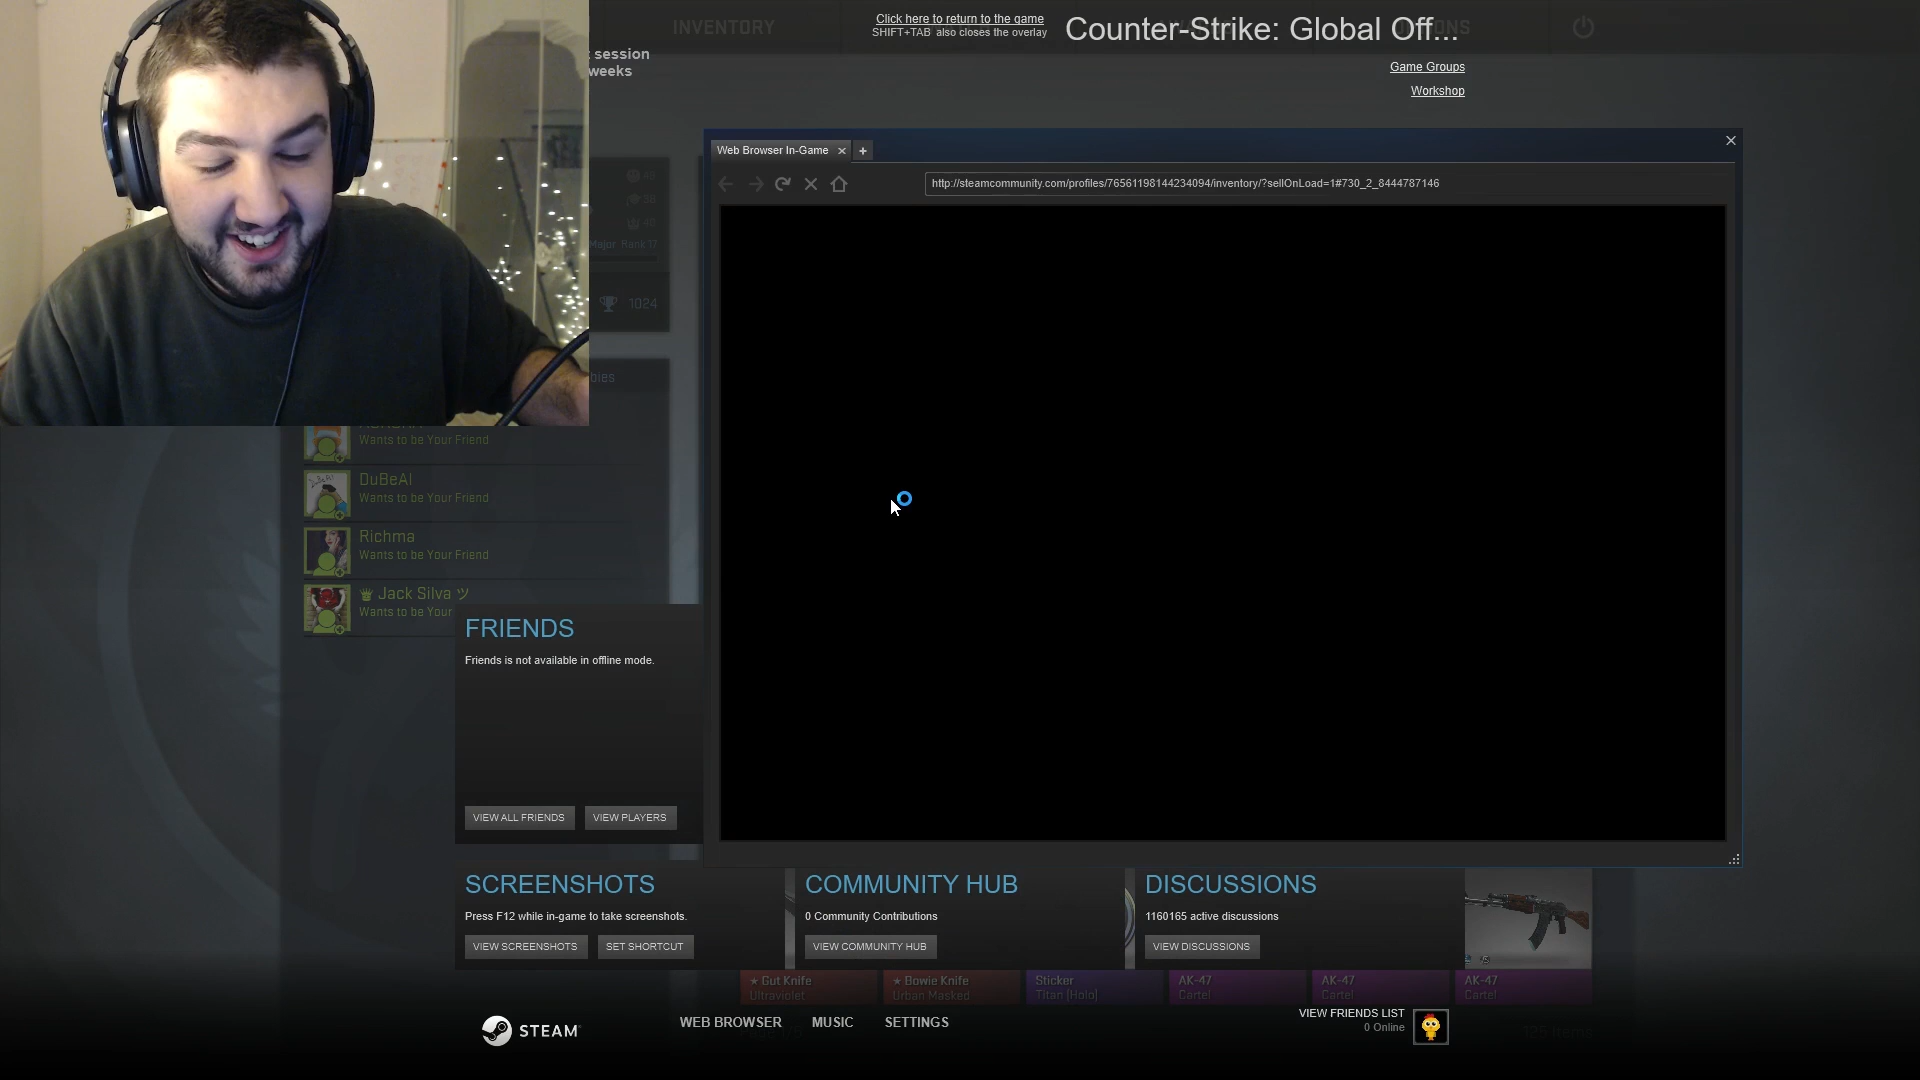 INVENTORY
Click here to return to the game
SHIFT+TAB also closes the overlay
Counter-Strike: Global Off...
session
weeks
Game Groups
Workshop
Web Browser In-Game
http://steamcommunity.com/profiles/76561198144234094/inventory/?sellOnLoad=1#730_2_8444787146
Major Rank 17
1024
Wants to be Your Friend
DuBeAl
Wants to be Your Friend
Richma
Wants to be Your Friend
Jack Silva ツ
Wants to be Your
FRIENDS
Friends is not available in offline mode.
VIEW ALL FRIENDS
VIEW PLAYERS
SCREENSHOTS
Press F12 while in-game to take screenshots.
VIEW SCREENSHOTS
SET SHORTCUT
COMMUNITY HUB
0 Community Contributions
VIEW COMMUNITY HUB
DISCUSSIONS
1160165 active discussions
VIEW DISCUSSIONS
★ Gut Knife
Ultraviolet
★ Bowie Knife
Urban Masked
Sticker
Titan (Holo)
AK-47
Cartel
AK-47
Cartel
AK-47
Cartel
STEAM
WEB BROWSER
MUSIC
SETTINGS
VIEW FRIENDS LIST
0 Online